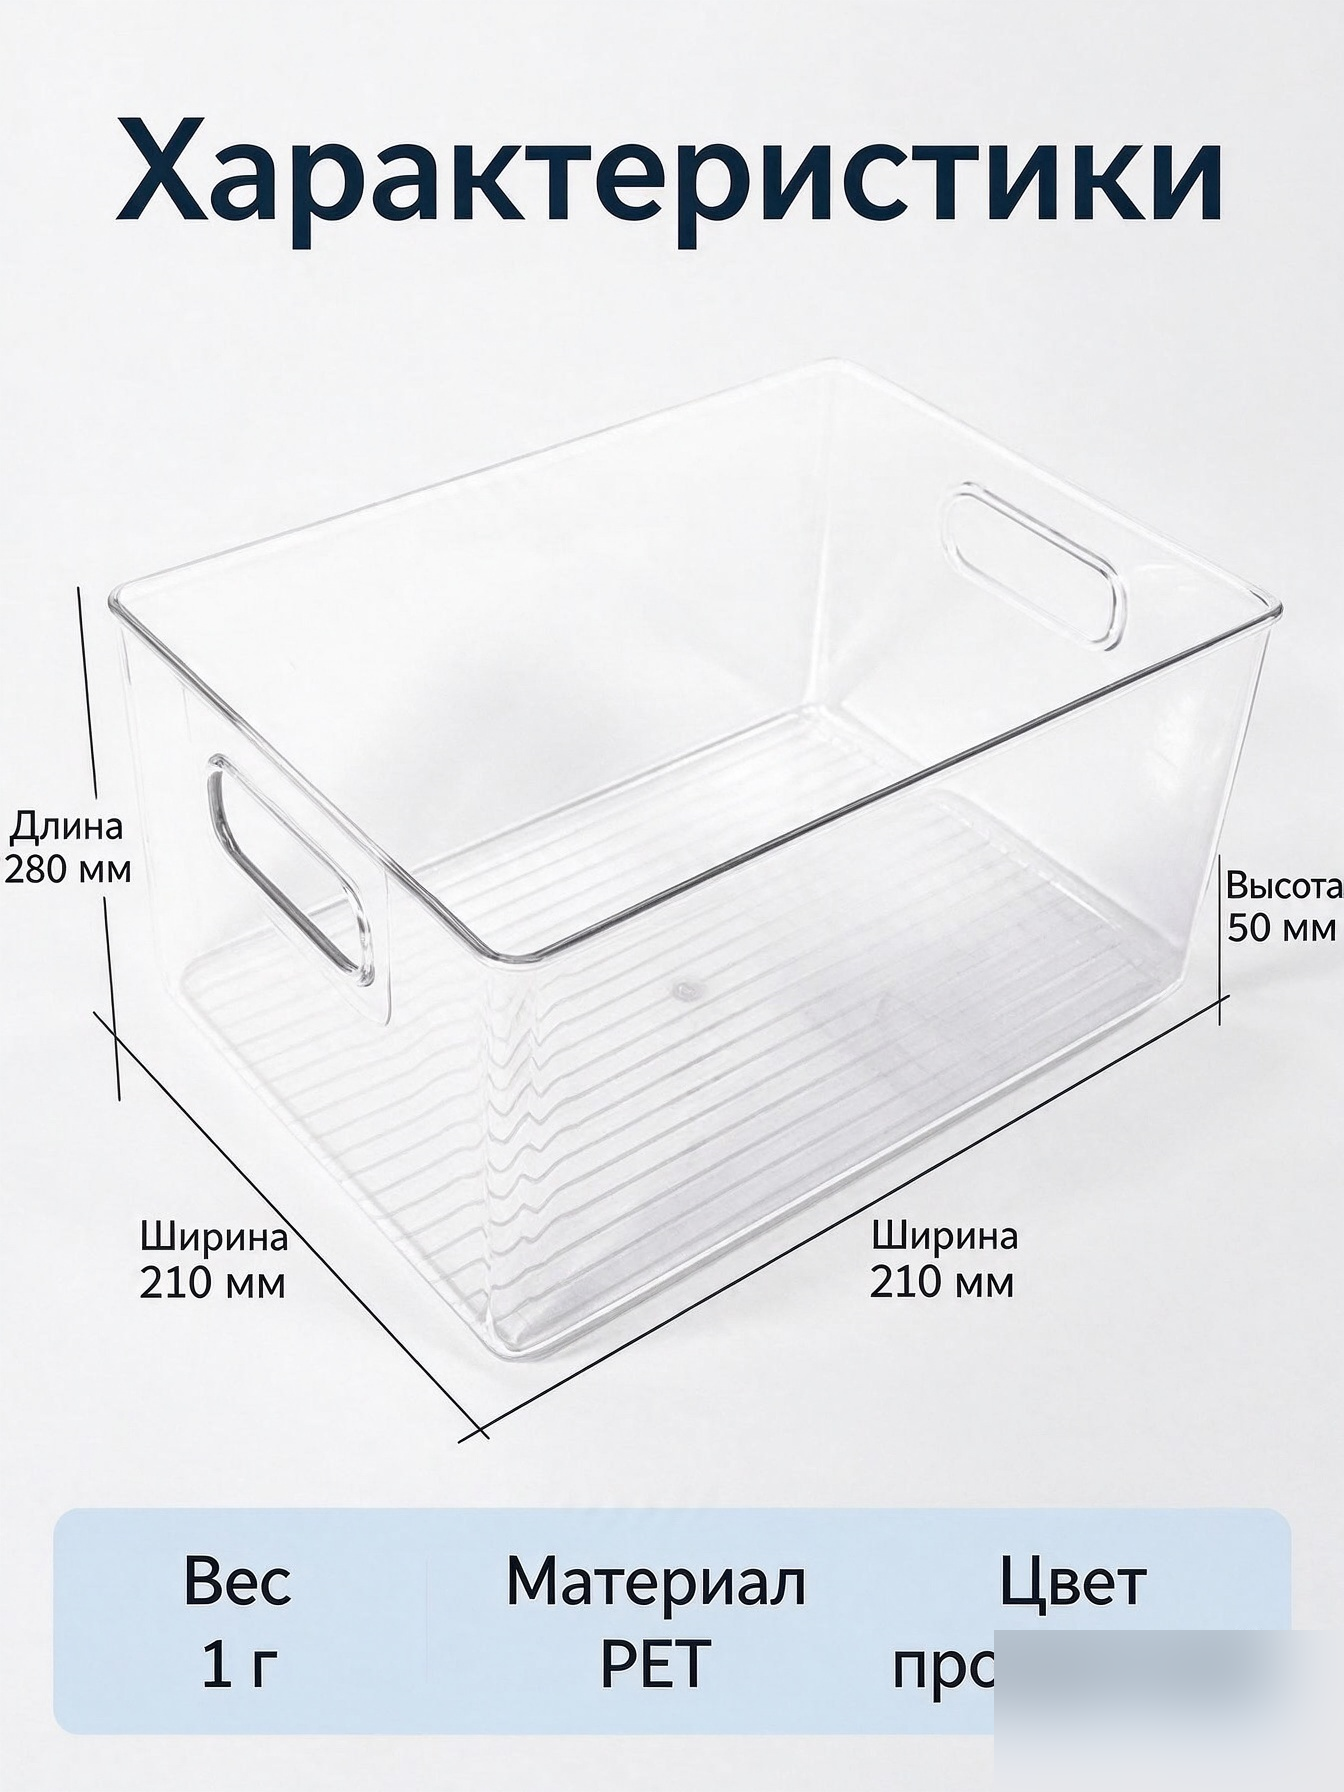 Характеристики
Длина
280 мм
Высота
50 мм
Ширина
210 мм
Ширина
210 мм
Вес
Материал
Цвет
1 г
PET